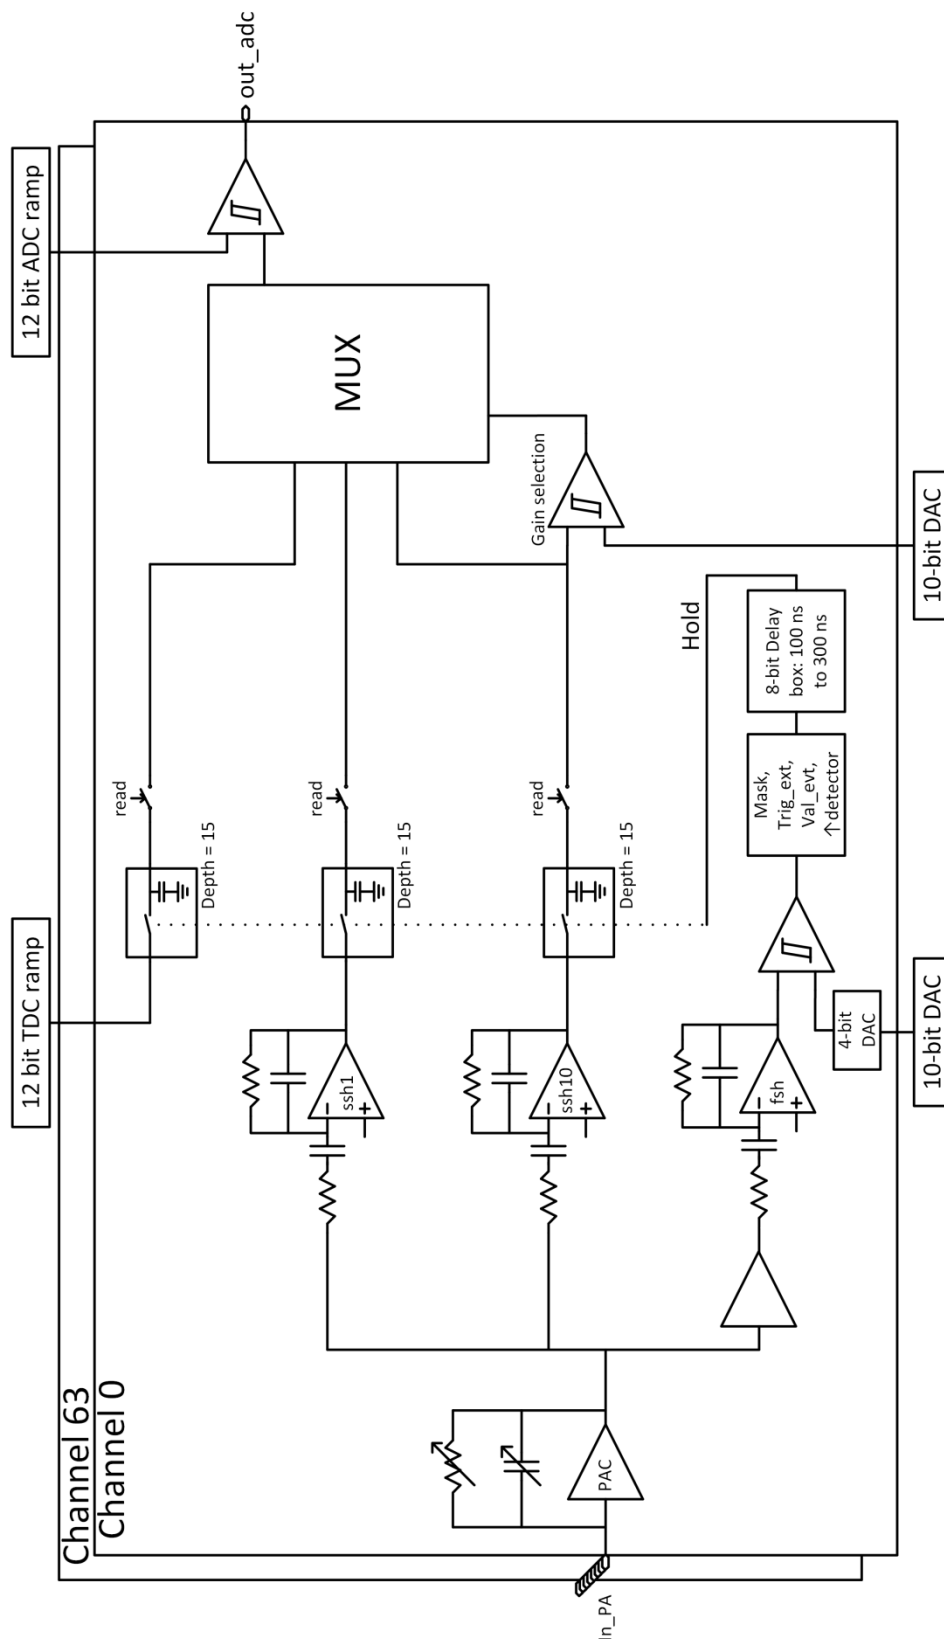 12 bit TDC ramp
12 bit ADC ramp
Channel 63
Channel 0
read
Depth = 15
out_adc
MUX
ssh1
-
+
read
Depth = 15
ssh10
-
+
read
Depth = 15
Gain selection
PAC
In_PA
Hold
fsh
-
+
Mask,
Trig_ext,
Val_evt,
↑detector
8-bit Delay
box: 100 ns
to 300 ns
4-bit
DAC
10-bit DAC
10-bit DAC